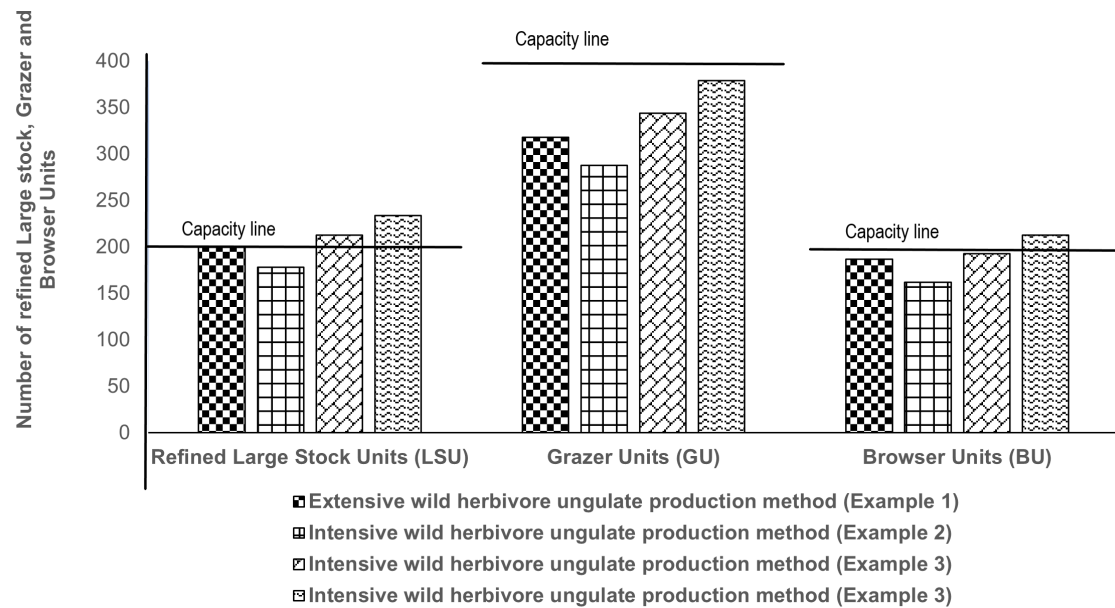 Number of refined Large stock, Grazer and
Browser Units
400
350
300
250
200
150
100
50
0
Capacity line
Capacity line
Capacity line
Refined Large Stock Units (LSU)
Grazer Units (GU)
Browser Units (BU)
Extensive wild herbivore ungulate production method (Example 1)
Intensive wild herbivore ungulate production method (Example 2)
Intensive wild herbivore ungulate production method (Example 3)
Intensive wild herbivore ungulate production method (Example 3)